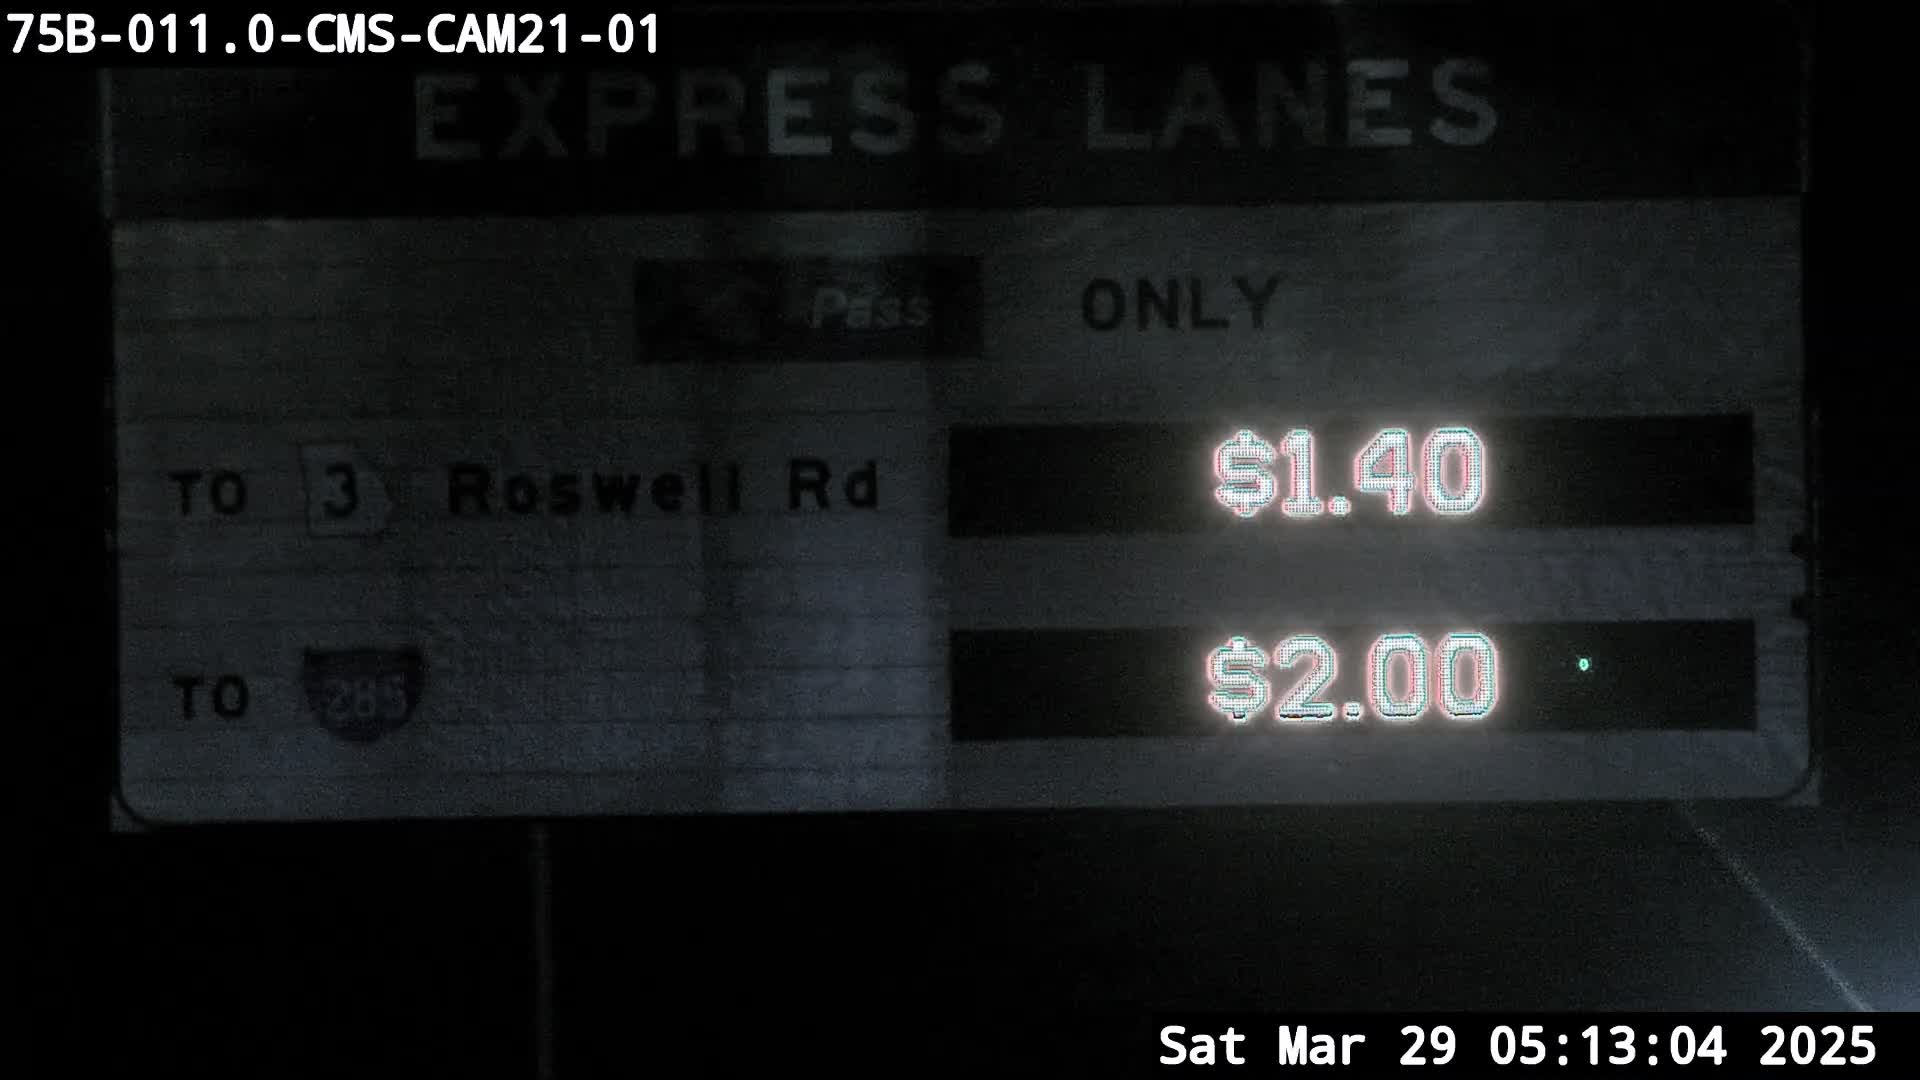 75B-011.0-CMS-CAM21-01
EXPRESS LANES
Pass ONLY
TO 3 Roswell Rd $1.40
TO 285 $2.00
Sat Mar 29 05:13:04 2025